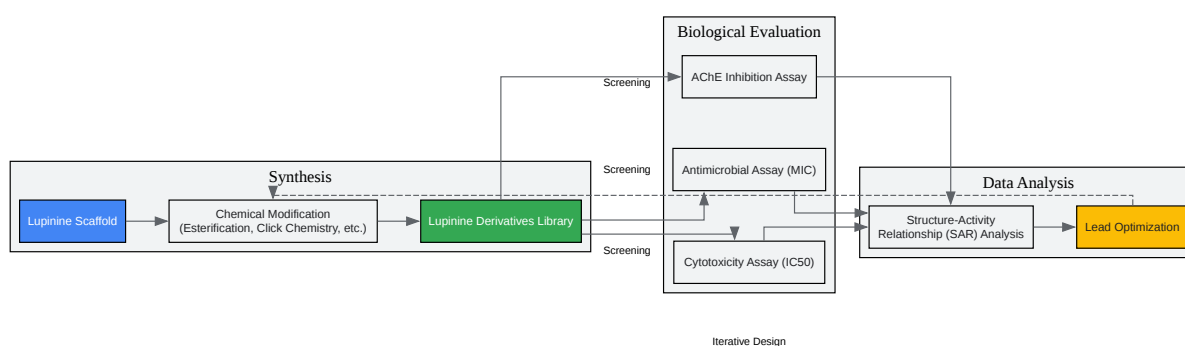 Biological Evaluation
AChE Inhibition Assay
Screening
Antimicrobial Assay (MIC)
Screening
Cytotoxicity Assay (IC50)
Screening
Synthesis
Lupinine Scaffold
Chemical Modification
(Esterification, Click Chemistry, etc.)
Lupinine Derivatives Library
Data Analysis
Structure-Activity
Relationship (SAR) Analysis
Lead Optimization
Iterative Design